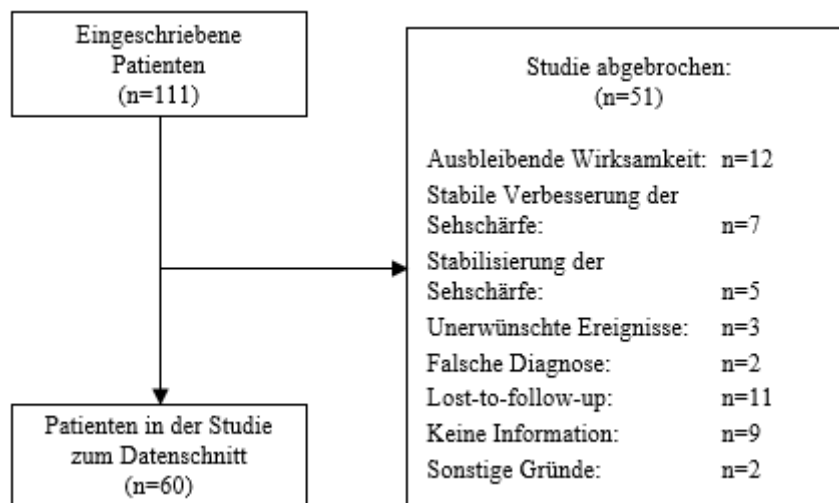 Eingeschriebene
Patienten
(n=111)
Studie abgebrochen:
(n=51)
Ausbleibende Wirksamkeit: n=12
Stabile Verbesserung der
Sehschärfe: n=7
Stabilisierung der
Sehschärfe: n=5
Unerwünschte Ereignisse: n=3
Falsche Diagnose: n=2
Lost-to-follow-up: n=11
Keine Information: n=9
Sonstige Gründe: n=2
Patienten in der Studie
zum Datenschnitt
(n=60)